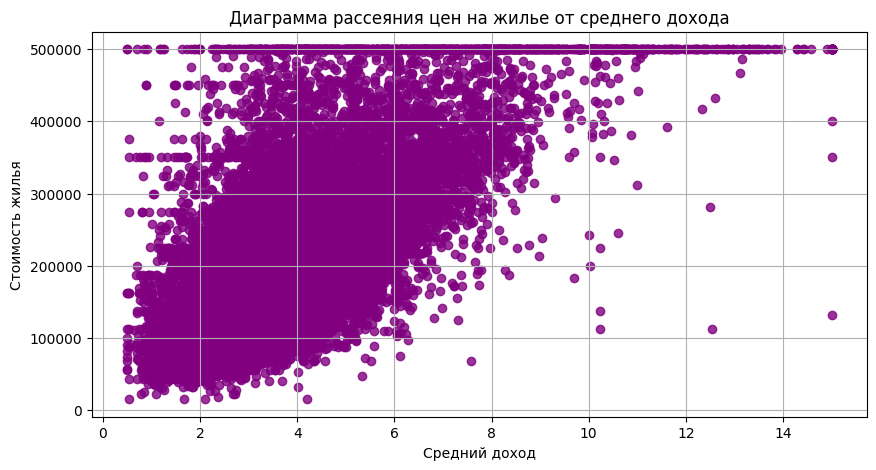 Диаграмма рассеяния цен на жилье от среднего дохода
500000
400000
300000
200000
100000
0
Стоимость жилья
0 2 4 6 8 10 12 14
Средний доход